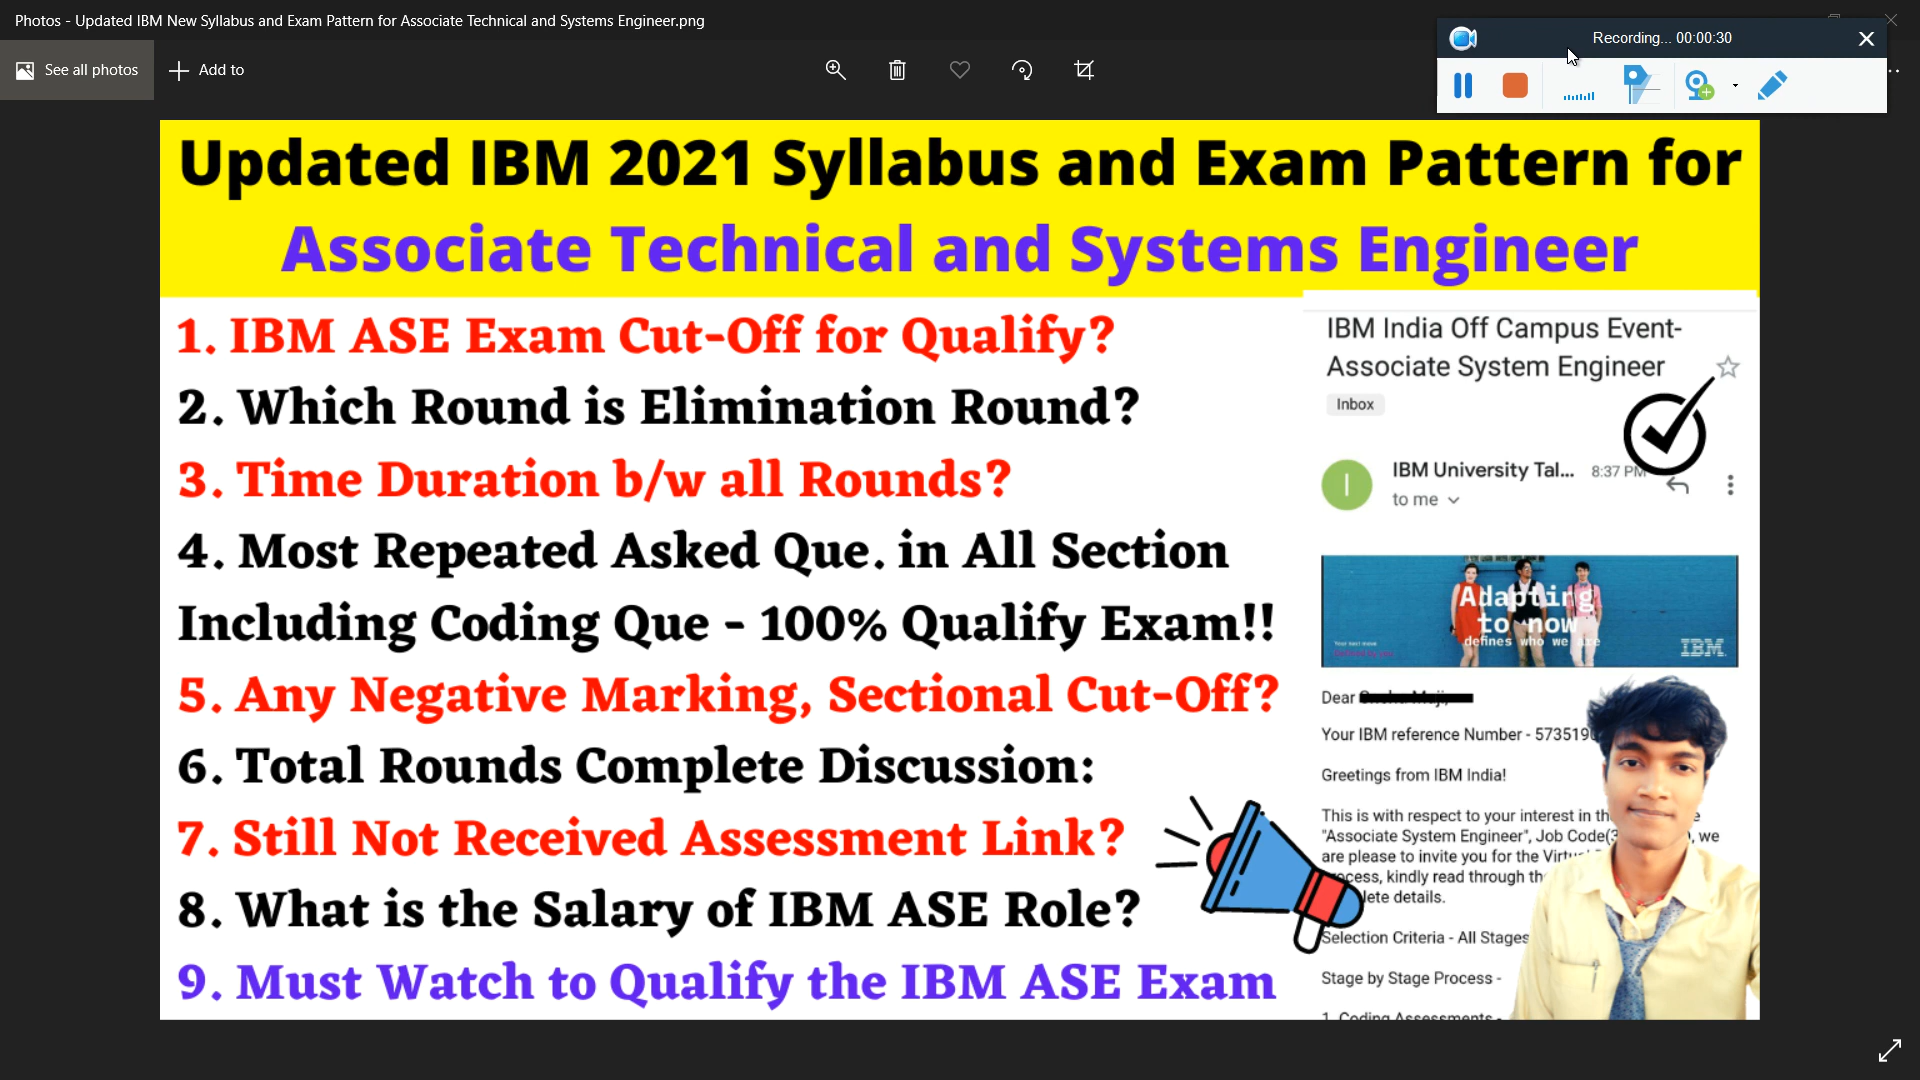 Photos - Updated IBM New Syllabus and Exam Pattern for Associate Technical and Systems Engineer.png
Recording... 00:00:30
See all photos
Add to
Updated IBM 2021 Syllabus and Exam Pattern for
Associate Technical and Systems Engineer
1. IBM ASE Exam Cut-Off for Qualify?
2. Which Round is Elimination Round?
3. Time Duration b/w all Rounds?
4. Most Repeated Asked Que. in All Section
Including Coding Que - 100% Qualify Exam!!
5. Any Negative Marking, Sectional Cut-Off?
6. Total Rounds Complete Discussion:
7. Still Not Received Assessment Link?
8. What is the Salary of IBM ASE Role?
9. Must Watch to Qualify the IBM ASE Exam
IBM India Off Campus Event-
Associate System Engineer
Inbox
I
IBM University Tal... 8:37 PM
to me
Adapting
to now
defines who we are
Your next move
IBM
Dear
Your IBM reference Number - 573519
Greetings from IBM India!
This is with respect to your interest in
"Associate System Engineer", Job Code( , we
are please to invite you for the
kindly read through
details.
Selection Criteria - All Stages
Stage by Stage Process -
1. Coding Assessments -